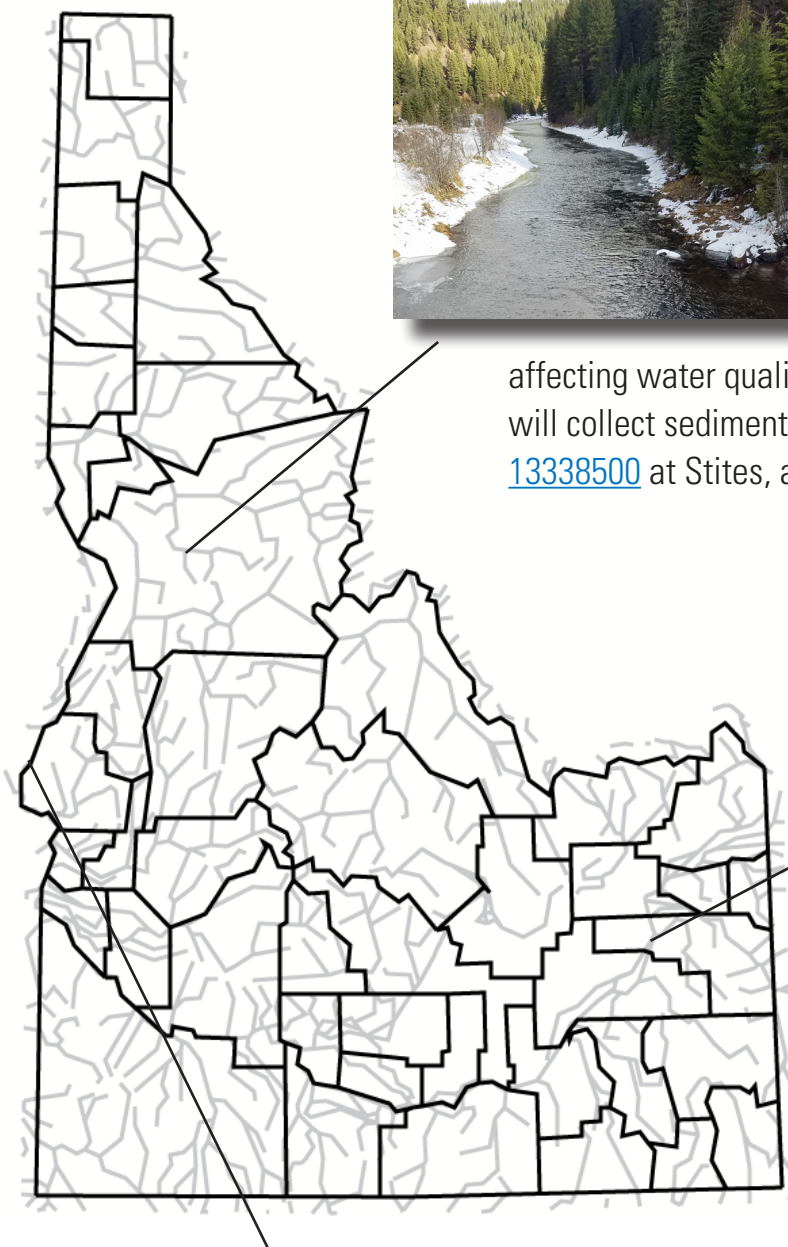 affecting water quali
will collect sediment
13338500 at Stites, a